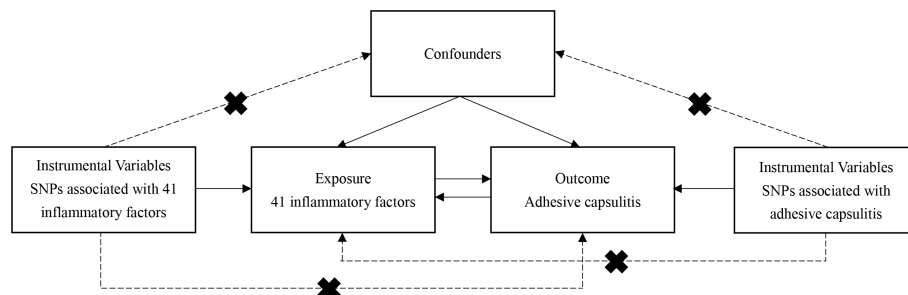 Confounders
Instrumental Variables
SNPs associated with 41
inflammatory factors
Exposure
41 inflammatory factors
Outcome
Adhesive capsulitis
Instrumental Variables
SNPs associated with
adhesive capsulitis